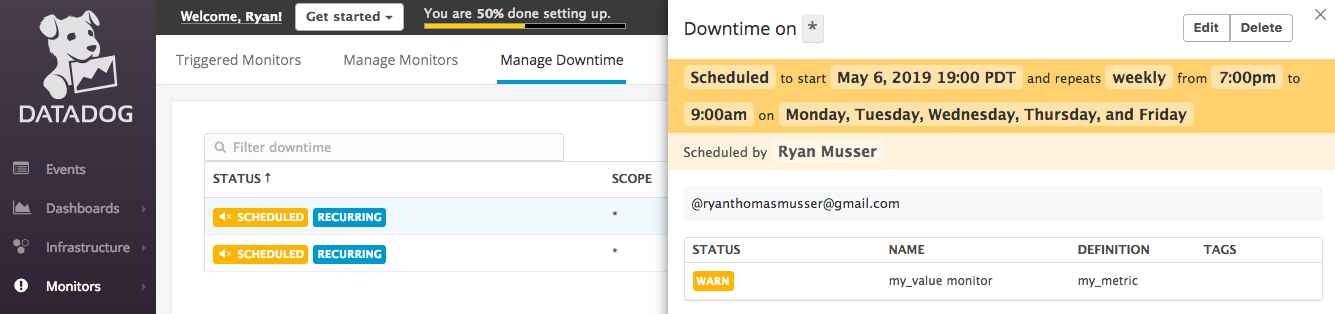 DATADOG
Events
Dashboards
Infrastructure
Monitors
Welcome, Ryan!
Get started
You are 50% done setting up.
Triggered Monitors
Manage Monitors
Manage Downtime
Filter downtime
STATUS SCOPE
SCHEDULED RECURRING *
SCHEDULED RECURRING *
Downtime on *
Edit Delete
Scheduled to start May 6, 2019 19:00 PDT and repeats weekly from 7:00pm to
9:00am on Monday, Tuesday, Wednesday, Thursday, and Friday
Scheduled by Ryan Musser
@ryanthomasmusser@gmail.com
STATUS NAME DEFINITION TAGS
WARN my_value monitor my_metric